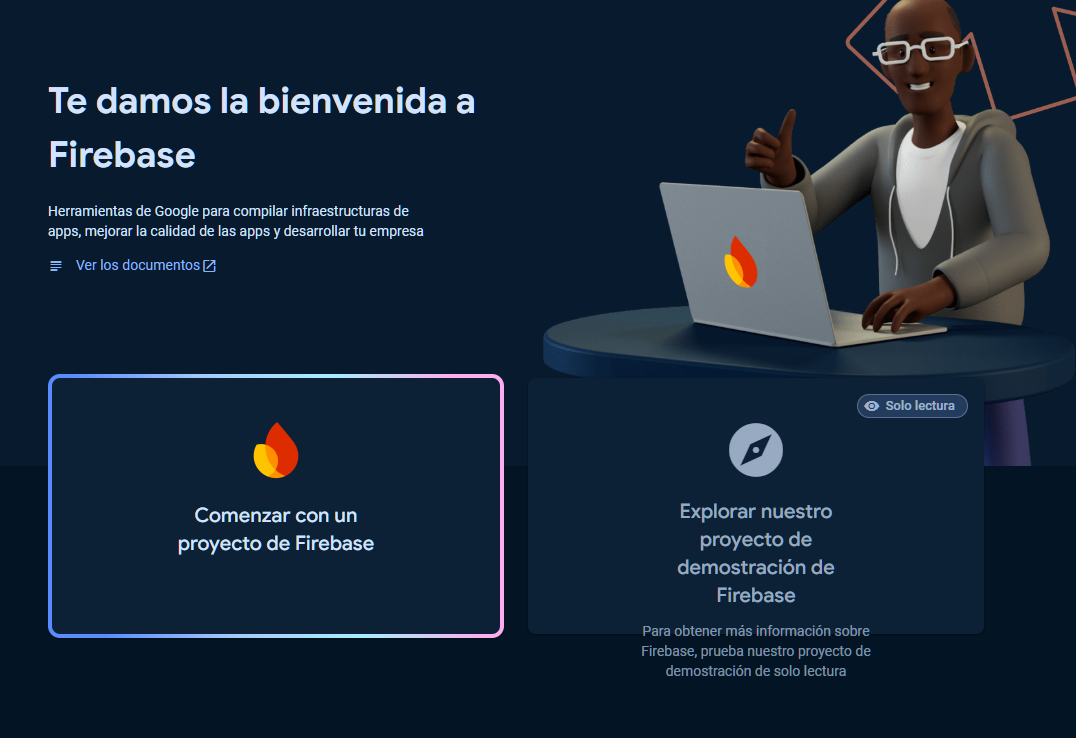 Te damos la bienvenida a
Firebase
Herramientas de Google para compilar infraestructuras de
apps, mejorar la calidad de las apps y desarrollar tu empresa
Ver los documentos
Comenzar con un
proyecto de Firebase
Solo lectura
Explorar nuestro
proyecto de
demostración de
Firebase
Para obtener más información sobre
Firebase, prueba nuestro proyecto de
demostración de solo lectura